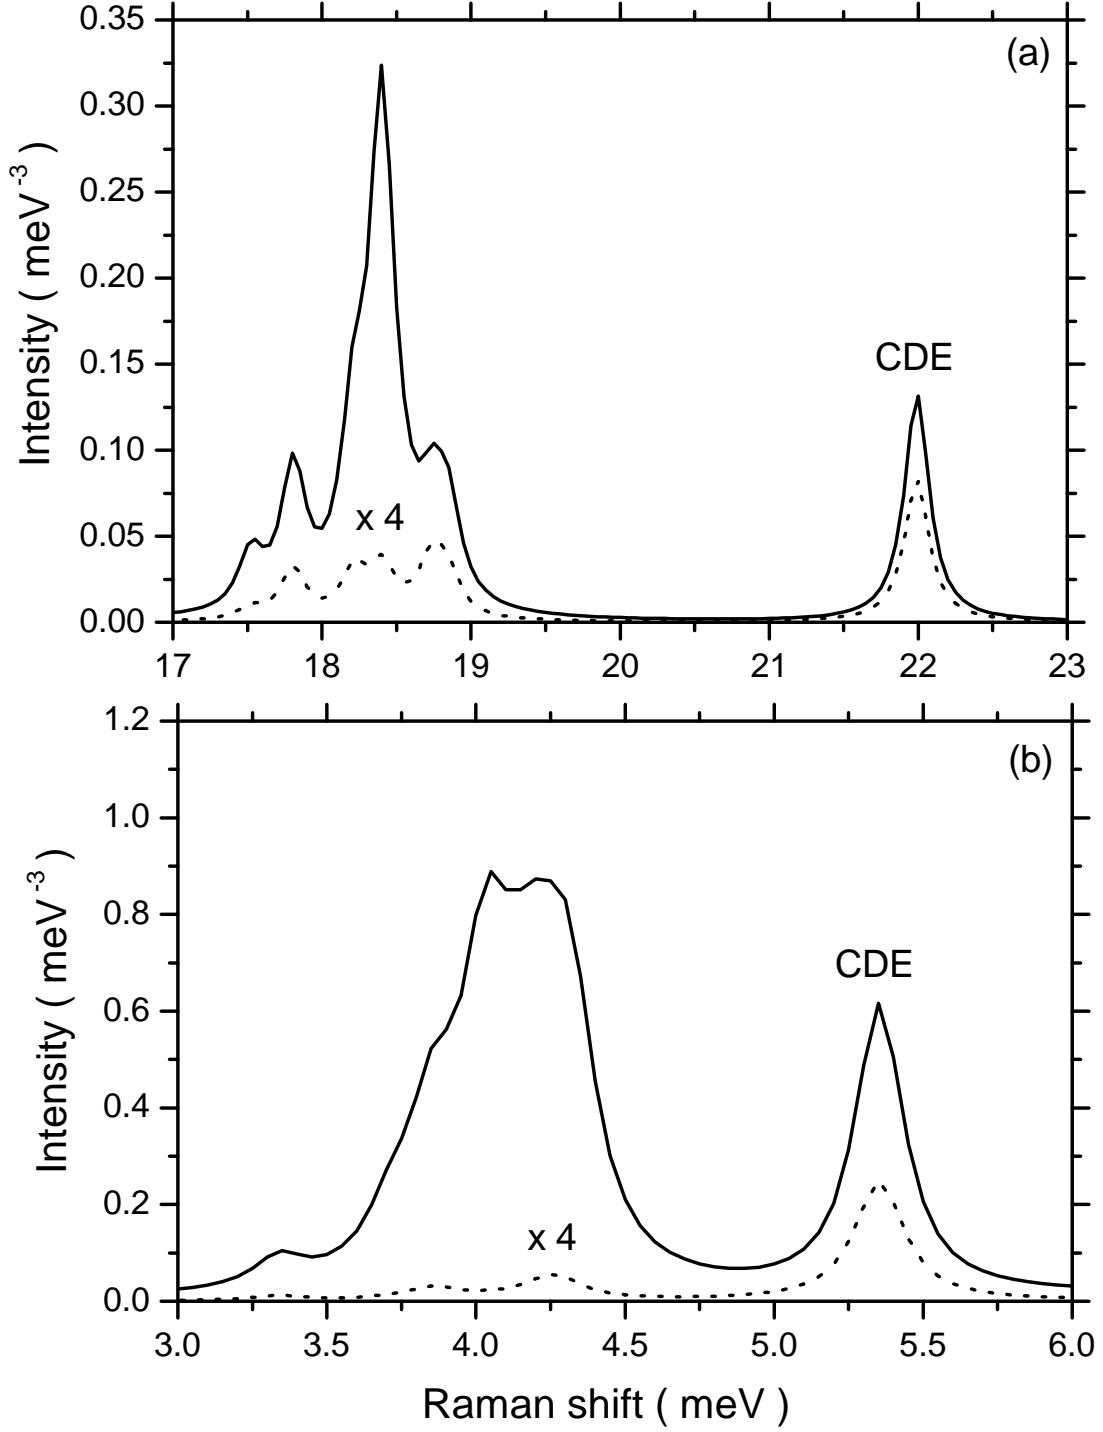 (a)
0.35
0.30
0.25
0.20
0.15
0.10
0.05
0.00
Intensity ( meV⁻³ )
CDE
x 4
17 18 19 20 21 22 23
(b)
1.2
1.0
0.8
0.6
0.4
0.2
0.0
Intensity ( meV⁻³ )
CDE
x 4
3.0 3.5 4.0 4.5 5.0 5.5 6.0
Raman shift ( meV )